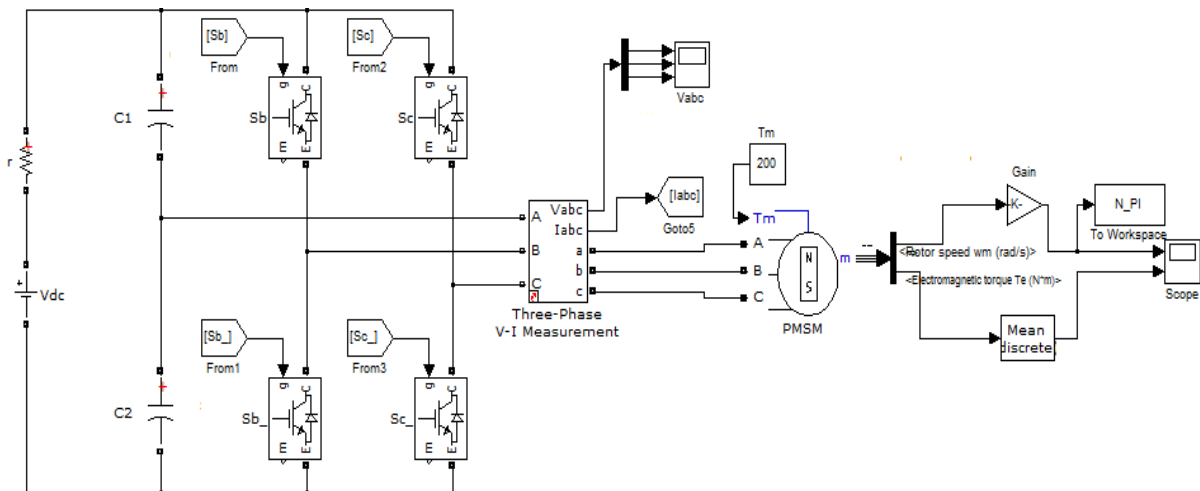 [Sb]
From
[Sc]
From2
g
C
Sb
E
E
g
C
Sc
E
E
C1
r
Vabc
Tm
200
Gain
-K-
N_PI
To Workspace
[Iabc]
Goto5
Vabc
Iabc
A
B
C
a
b
c
Three-Phase
V-I Measurement
Tm
A
B
C
N
S
m
PMSM
<Rotor speed wm (rad/s)>
<Electromagnetic torque Te (N*m)>
Scope
Mean
discrete
+
Vdc
[Sb_]
From1
[Sc_]
From3
C2
g
C
Sb_
E
E
g
C
Sc_
E
E